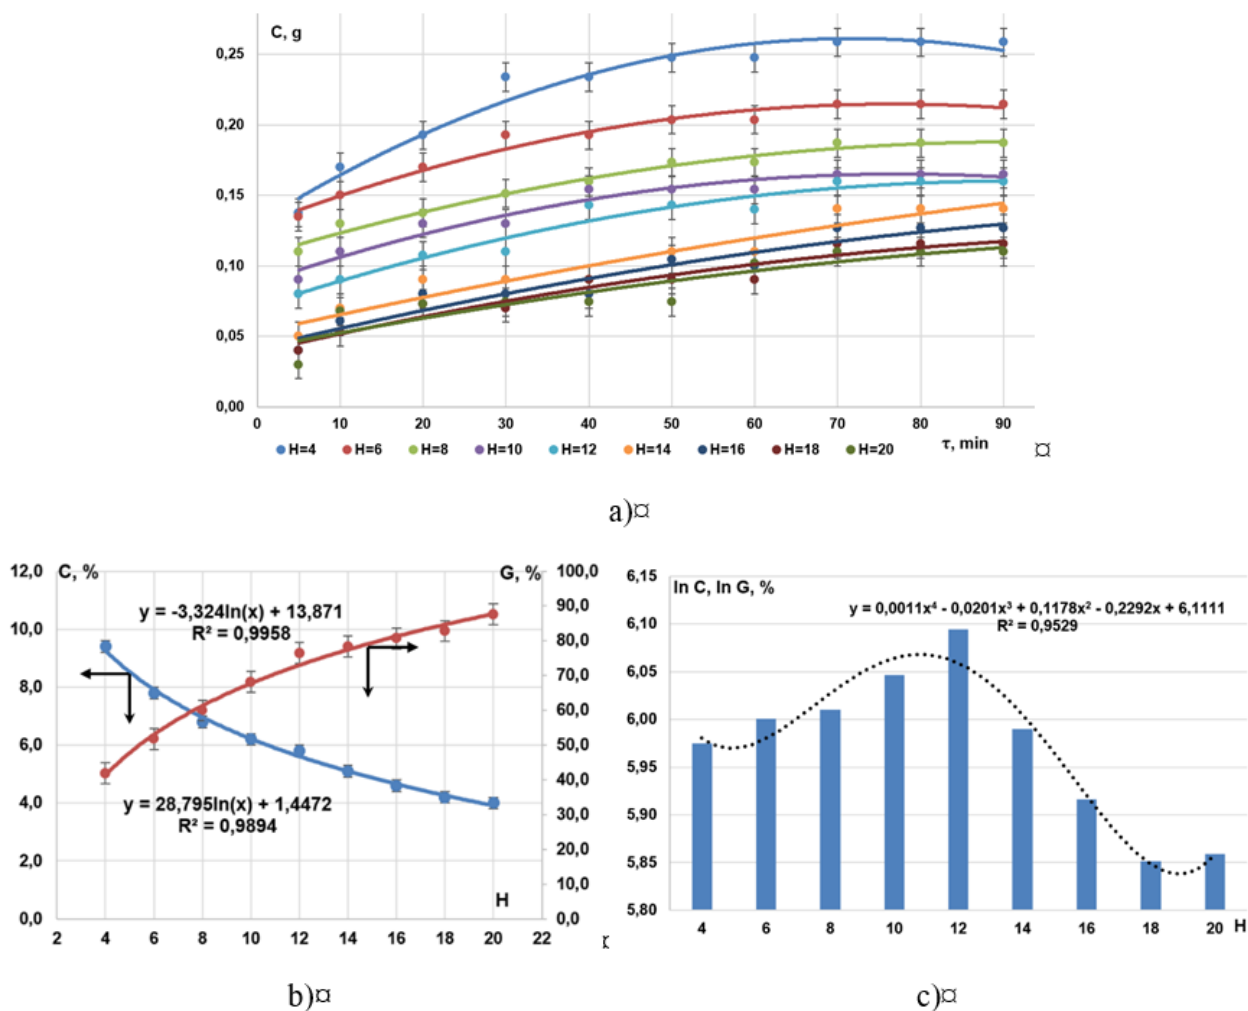 C, g
0,25
0,20
0,15
0,10
0,05
0,00
0 10 20 30 40 50 60 70 80 90
τ, min
H=4 H=6 H=8 H=10 H=12 H=14 H=16 H=18 H=20
¤
a)¤
C, % G, %
12,0 100,0
10,0 90,0
8,0 80,0
6,0 70,0
4,0 60,0
2,0 50,0
0,0 40,0
30,0
20,0
10,0
0,0
y = -3,324ln(x) + 13,871
R² = 0,9958
y = 28,795ln(x) + 1,4472
R² = 0,9894
H
2 4 6 8 10 12 14 16 18 20 22
¤
b)¤
ln C, ln G, %
6,15
6,10
6,05
6,00
5,95
5,90
5,85
5,80
y = 0,0011x⁴ - 0,0201x³ + 0,1178x² - 0,2292x + 6,1111
R² = 0,9529
4 6 8 10 12 14 16 18 20 H
c)¤